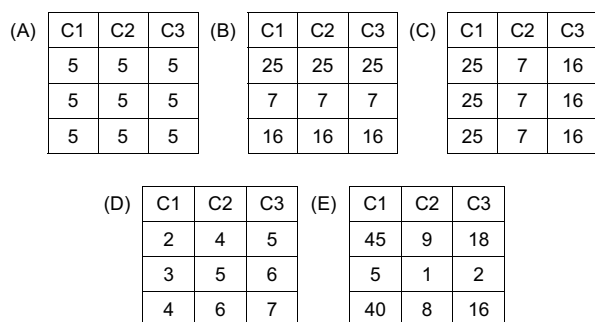 (A) C1 C2 C3 (B) C1 C2 C3 (C) C1 C2 C3
5 5 5 25 25 25 25 7 16
5 5 5 7 7 7 25 7 16
5 5 5 16 16 16 25 7 16
(D) C1 C2 C3 (E) C1 C2 C3
2 4 5 45 9 18
3 5 6 5 1 2
4 6 7 40 8 16